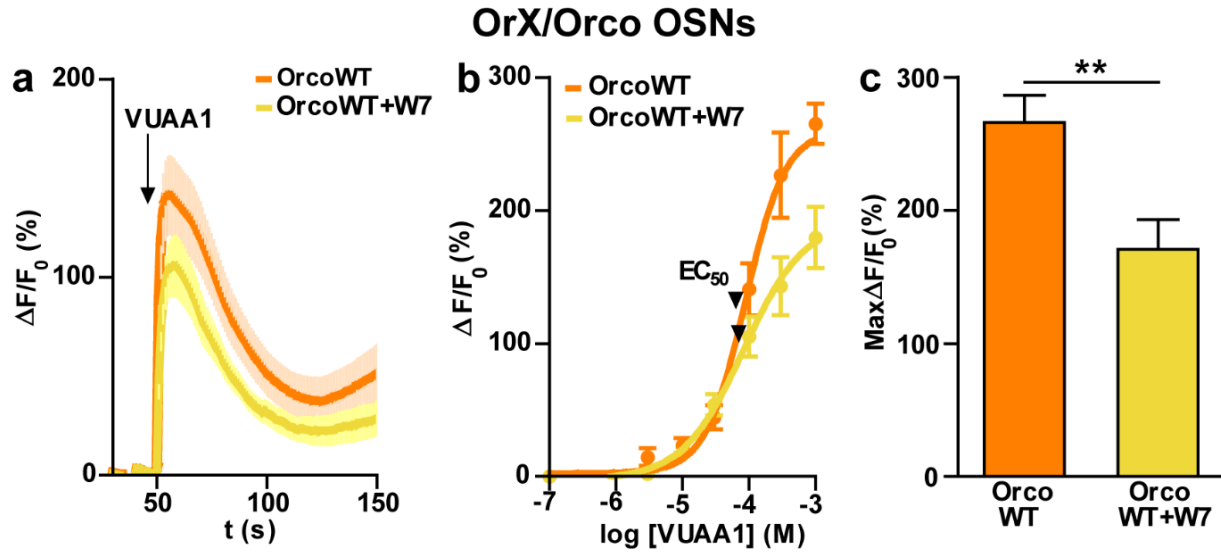 OrX/Orco OSNs
a
200
100
0
ΔF/F0 (%)
VUAA1
OrcoWT
OrcoWT+W7
50
100
150
t (s)
b
300
200
100
0
ΔF/F0 (%)
OrcoWT
OrcoWT+W7
EC50
-7
-6
-5
-4
-3
log [VUAA1] (M)
c
300
200
100
0
MaxΔF/F0(%)
**
Orco
WT
Orco
WT+W7